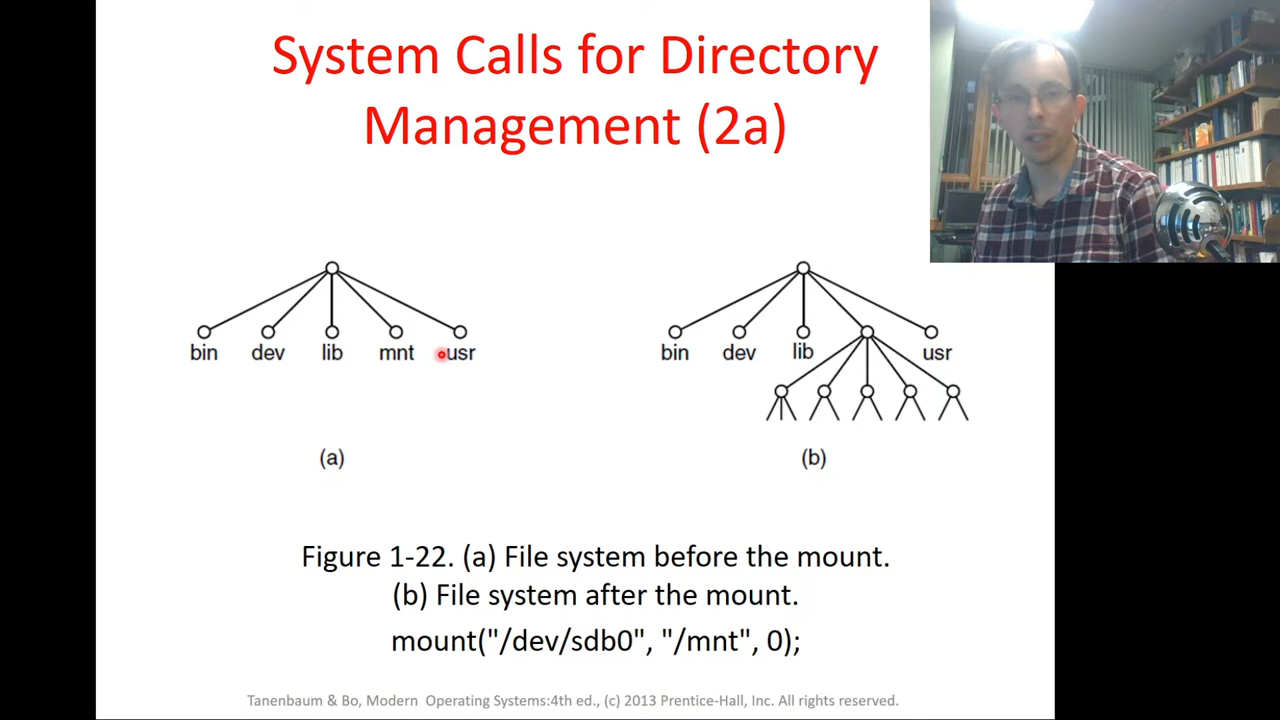 System Calls for Directory
Management (2a)
bin dev lib mnt usr
bin dev lib usr
(a)
(b)
Figure 1-22. (a) File system before the mount.
(b) File system after the mount.
mount("/dev/sdb0", "/mnt", 0);
Tanenbaum & Bo, Modern Operating Systems:4th ed., (c) 2013 Prentice-Hall, Inc. All rights reserved.